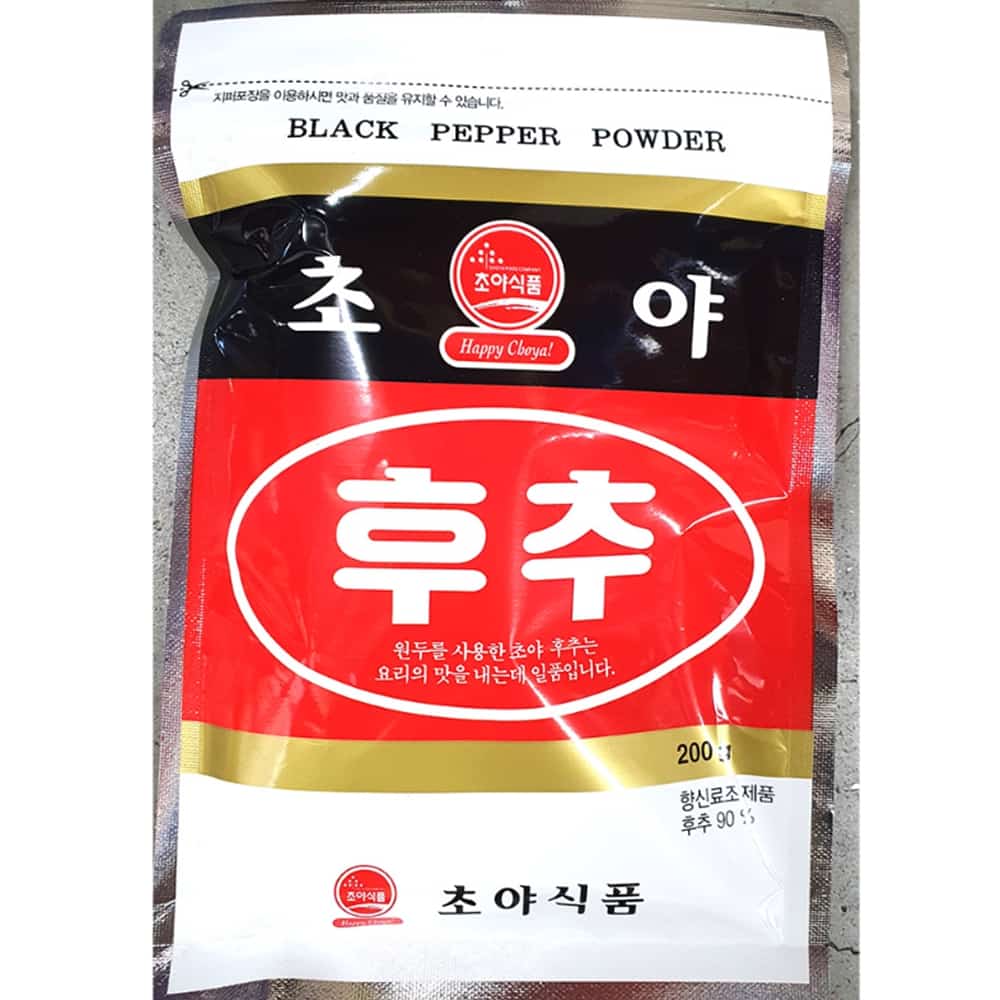 지퍼포장을 이용하시면 맛과 품질을 유지할 수 있습니다.
BLACK PEPPER POWDER
초 야
초야식품
Happy Choya!
후추
원두를 사용한 초야 후추는
요리의 맛을 내는데 일품입니다.
200 g
향신료조제품
후추 90 %
초야식품
Happy Choya!
초야식품